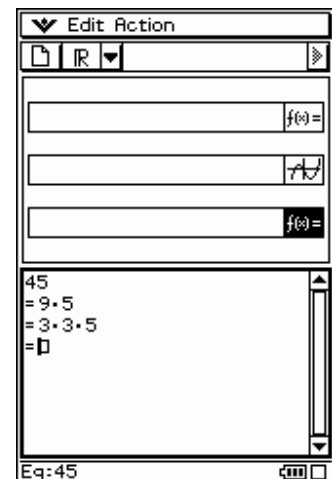 Edit Action
ℝ
f(x)=
f(x)=
45
=9·5
=3·3·5
=▯
Eq:45